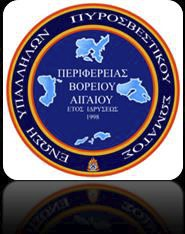 ΕΝΩΣΗ ΥΠΑΛΛΗΛΩΝ ΠΥΡΟΣΒΕΣΤΙΚΟΥ ΣΩΜΑΤΟΣ
ΠΕΡΙΦΕΡΕΙΑΣ
ΒΟΡΕΙΟΥ
ΑΙΓΑΙΟΥ
ΕΤΟΣ ΙΔΡΥΣΕΩΣ
1998